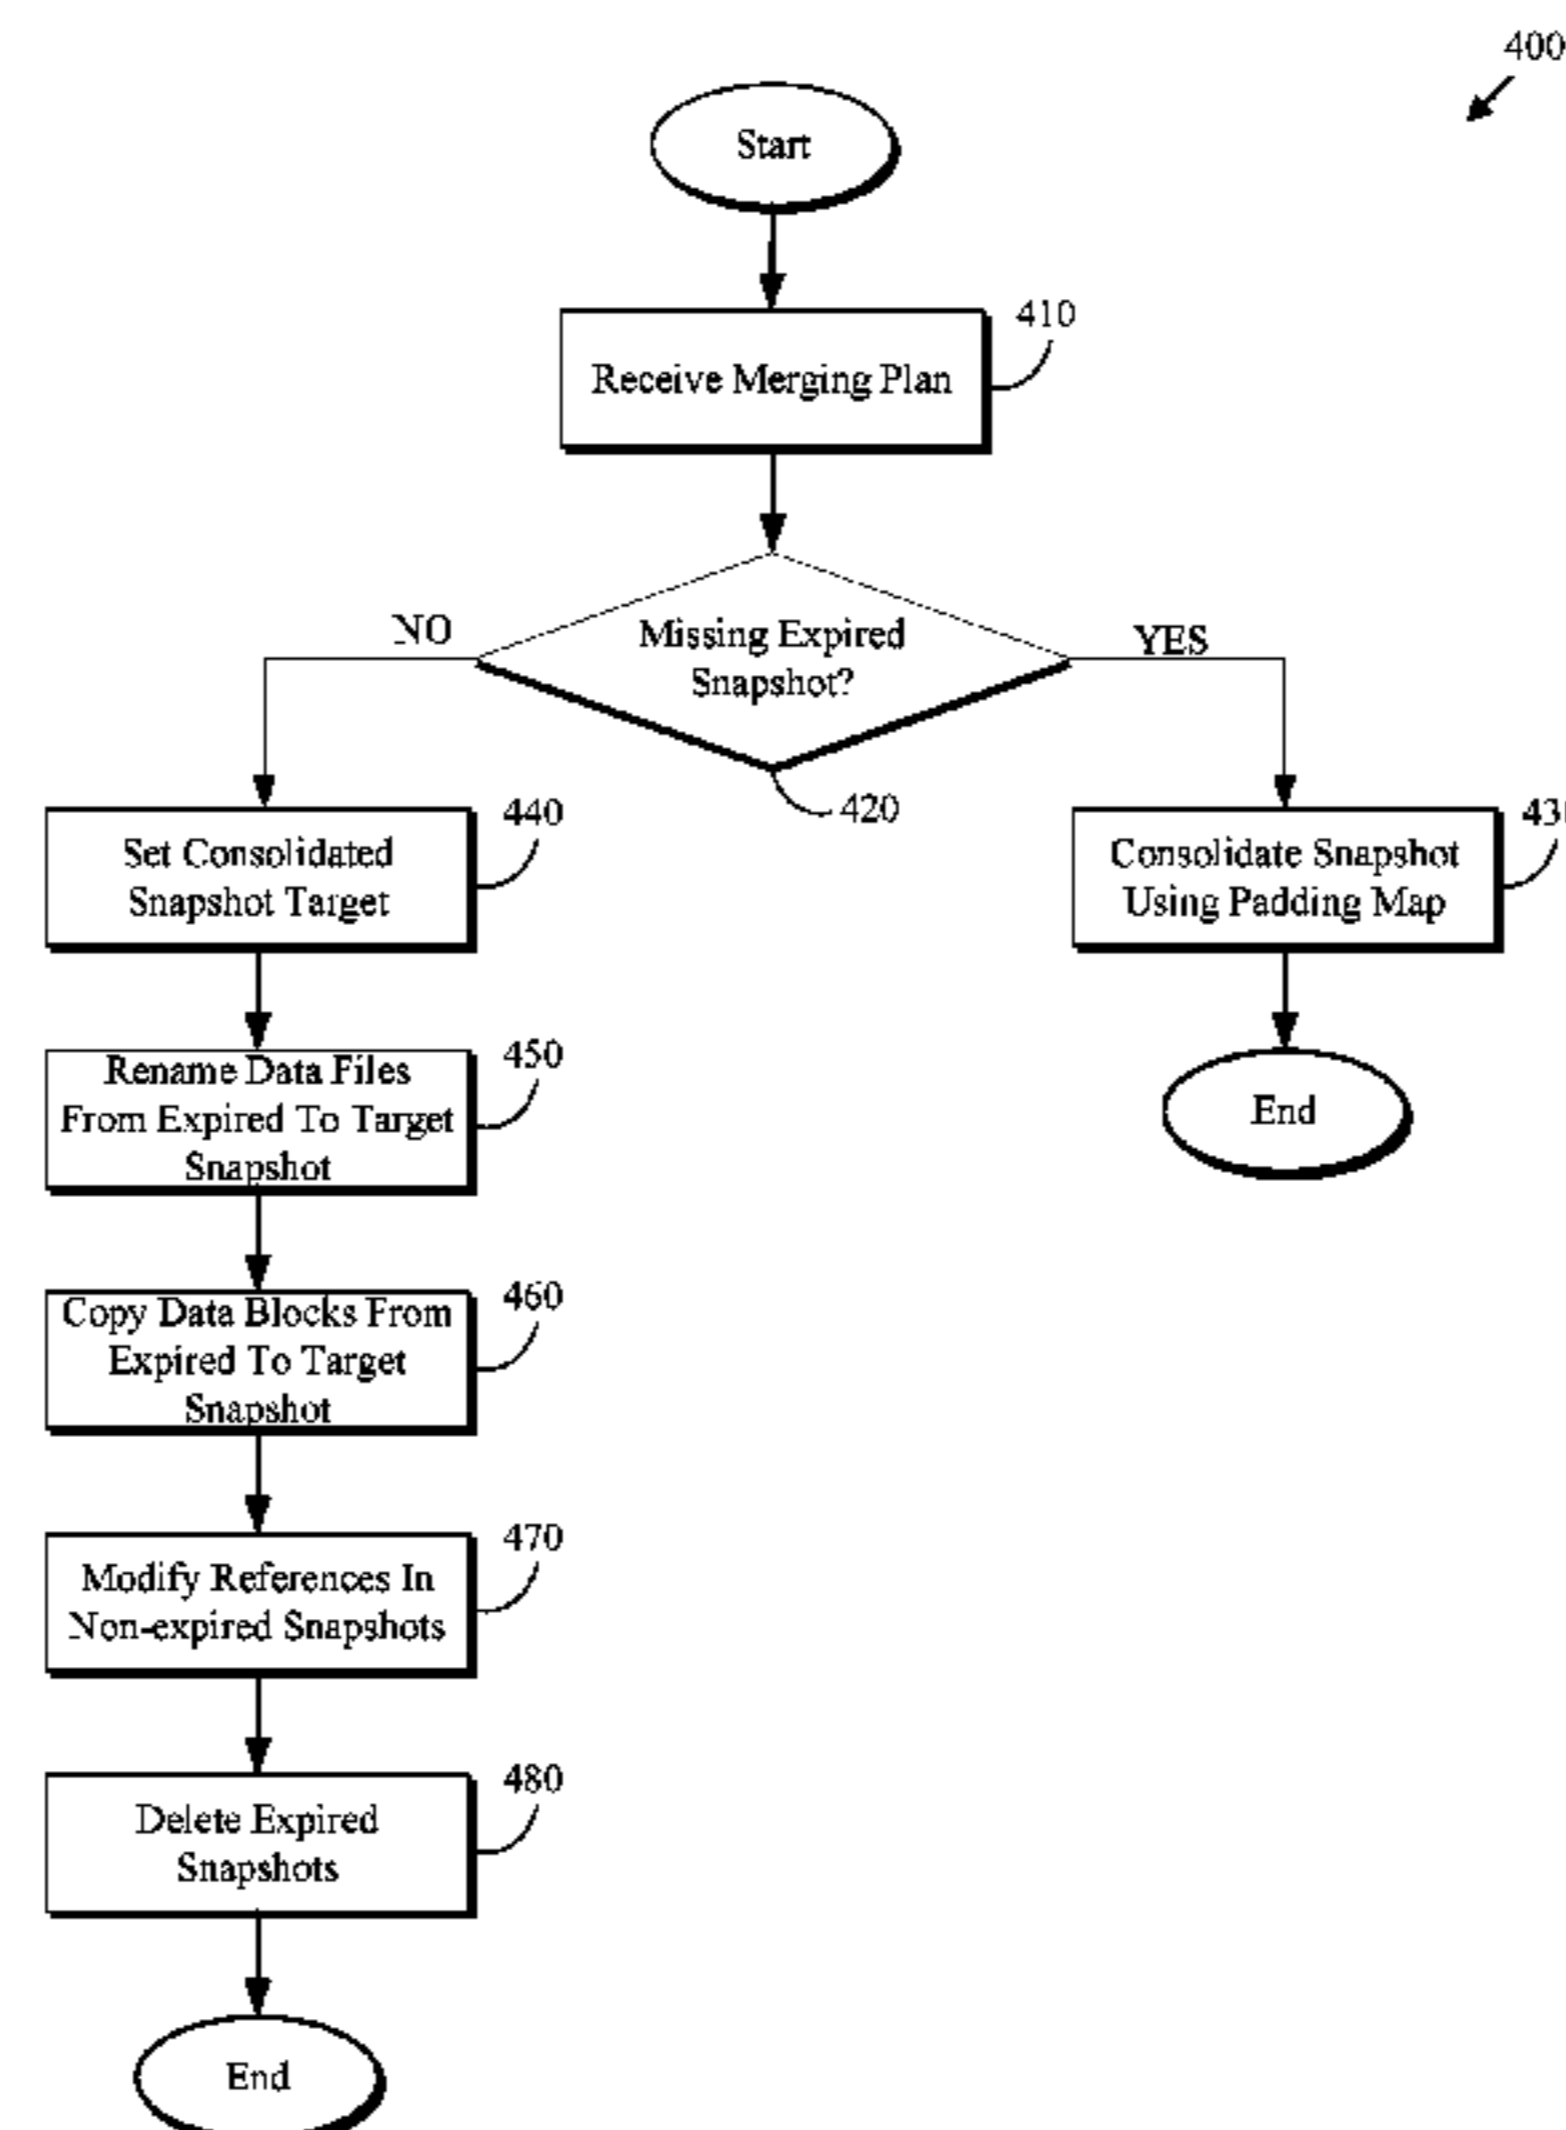 400
Start
410
Receive Merging Plan
NO
Missing Expired
Snapshot?
YES
420
440
Set Consolidated
Snapshot Target
430
Consolidate Snapshot
Using Padding Map
450
Rename Data Files
From Expired To Target
Snapshot
End
460
Copy Data Blocks From
Expired To Target
Snapshot
470
Modify References In
Non-expired Snapshots
480
Delete Expired
Snapshots
End